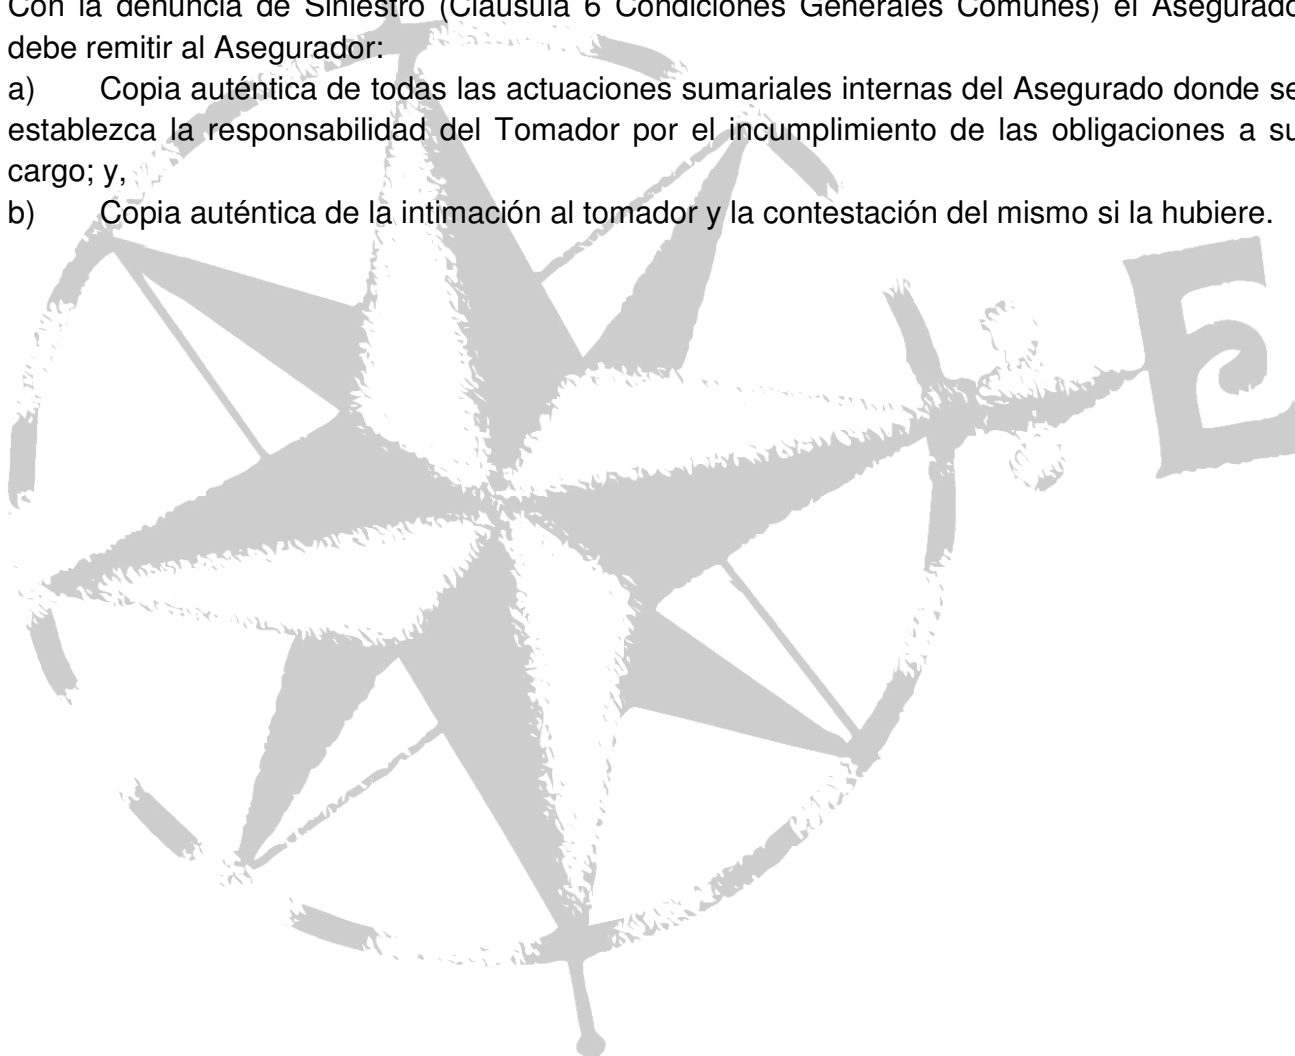 Con la denuncia de Siniestro (Cláusula 6 Condiciones Generales Comunes) el Asegurado
debe remitir al Asegurador:
a) Copia auténtica de todas las actuaciones sumariales internas del Asegurado donde se
establezca la responsabilidad del Tomador por el incumplimiento de las obligaciones a su
cargo; y,
b) Copia auténtica de la intimación al tomador y la contestación del mismo si la hubiere.
E